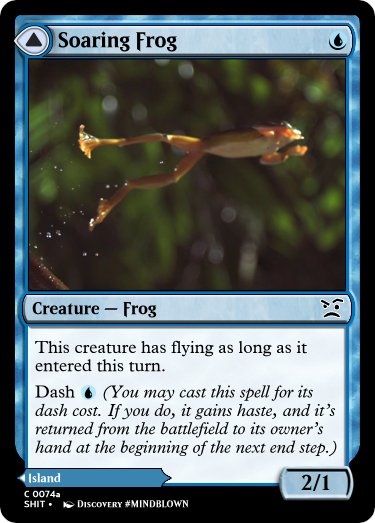 Soaring Frog
Creature — Frog
This creature has flying as long as it
entered this turn.
Dash (You may cast this spell for its
dash cost. If you do, it gains haste, and it's
returned from the battlefield to its owner's
hand at the beginning of the next end step.)
Island
2/1
C 0074a
SHIT • Discovery #MINDBLOWN